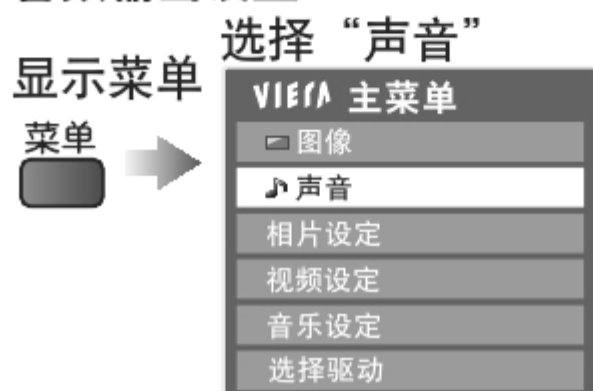 选择“声音”
显示菜单
菜单
VIERA 主菜单
图像
声音
相片设定
视频设定
音乐设定
选择驱动